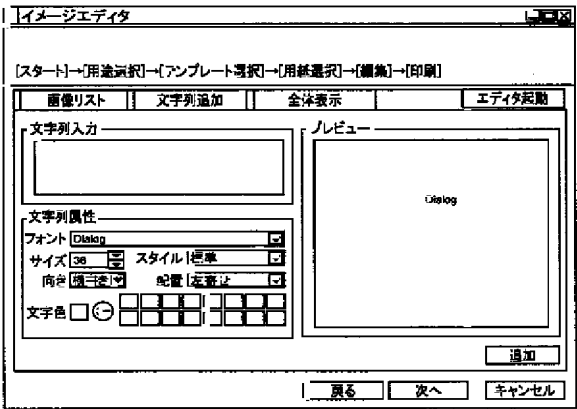 イメージエディタ
[スタート]→[用途選択]→[テンプレート選択]→[用紙選択]→[編集]→[印刷]
画像リスト 文字列追加 全体表示 エディタ起動
文字列入力
プレビュー
Dialog
文字列属性
フォント Dialog
サイズ 36 スタイル 標準
向き 横書き 配置 左寄せ
文字色
追加
戻る 次へ キャンセル